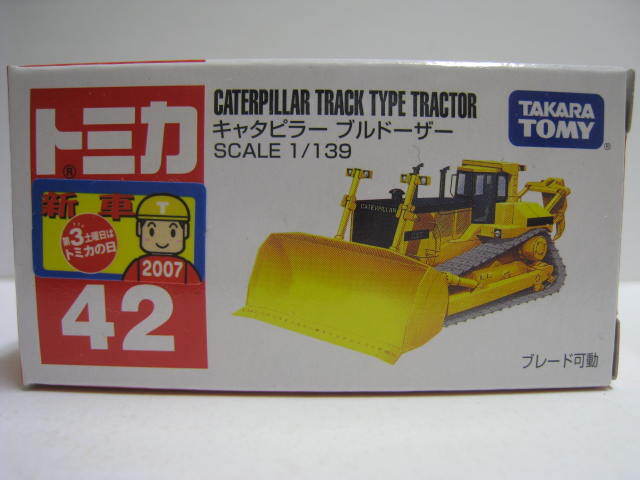 トミカ
®
新車
T
第3土曜日は
トミカの日
2007
42
CATERPILLAR TRACK TYPE TRACTOR
キャタピラー ブルドーザー
SCALE 1/139
TAKARA
TOMY
®
CATERPILLAR
ブレード可動